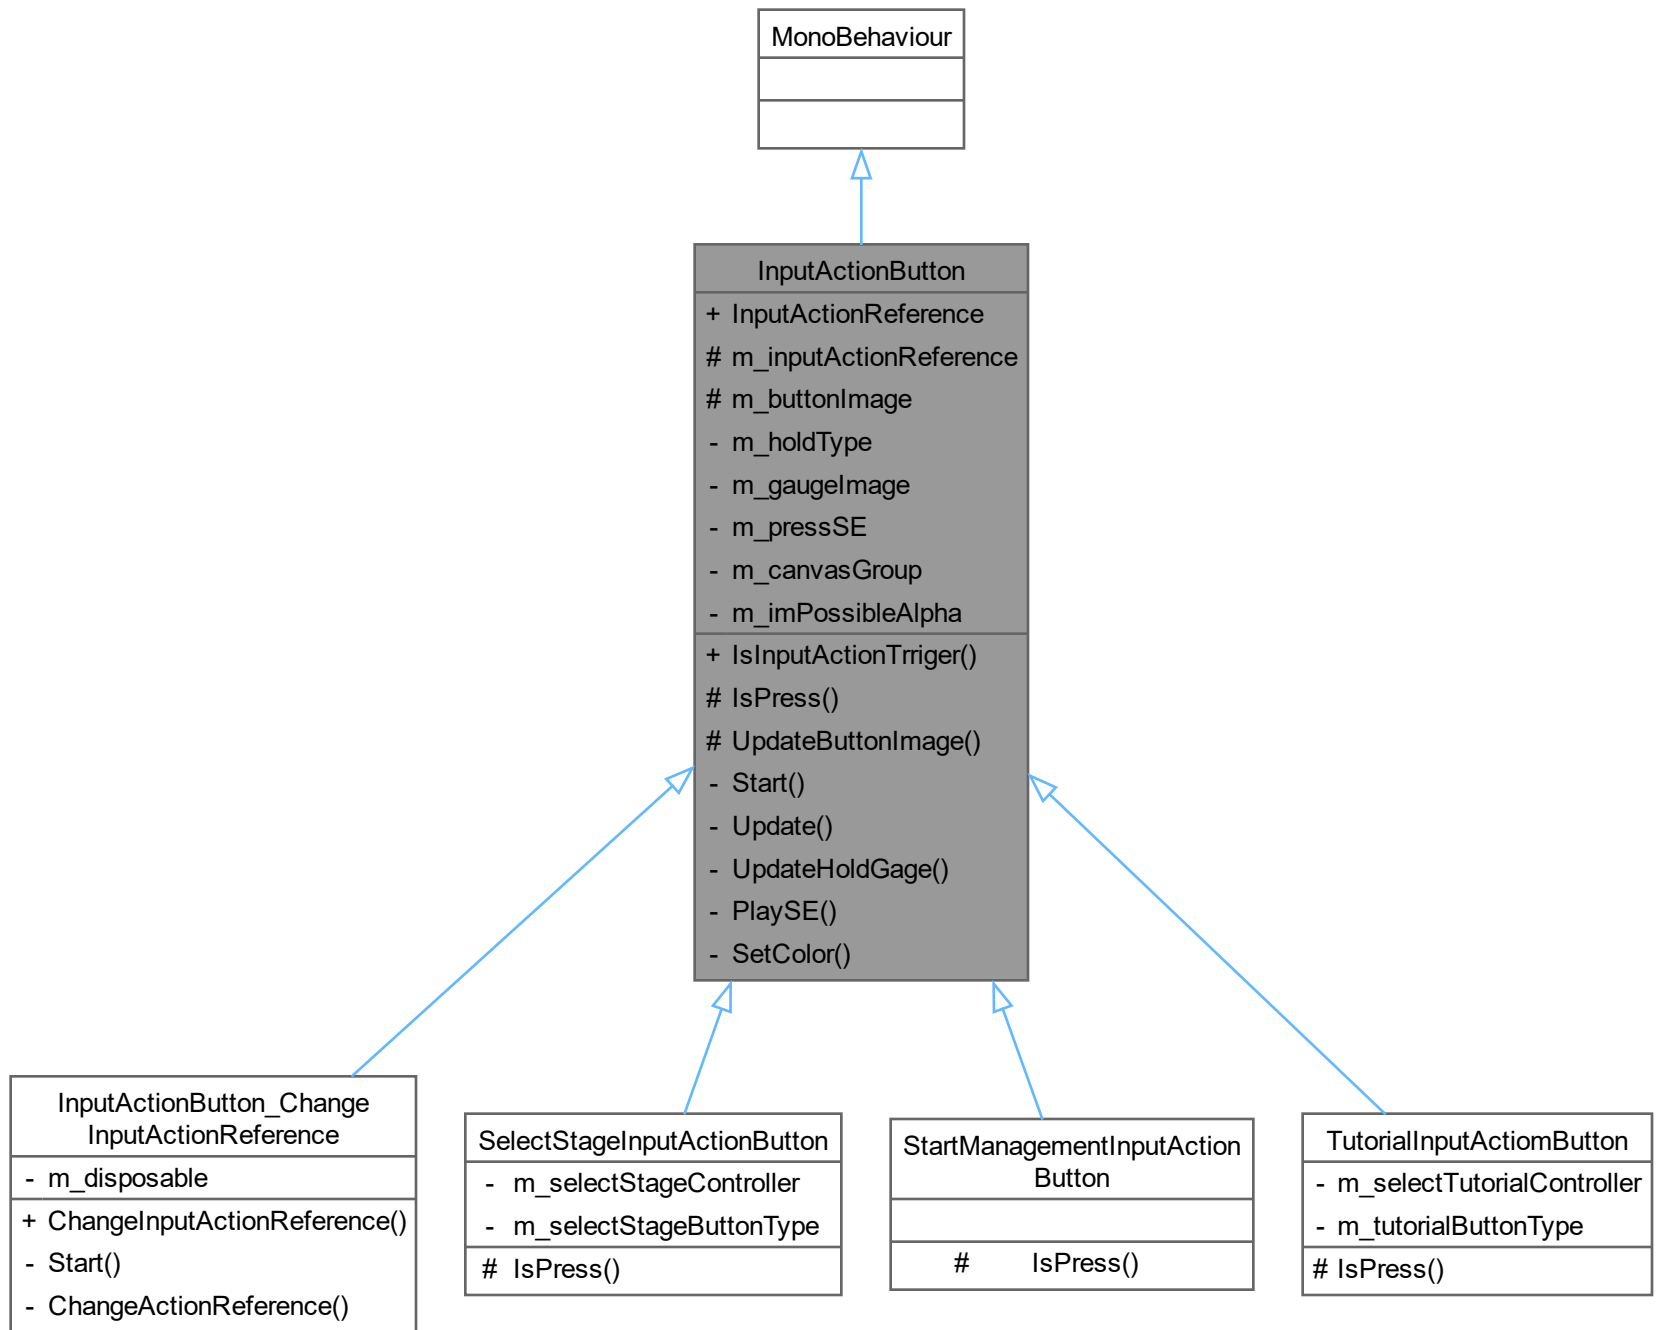 MonoBehaviour
InputActionButton
+ InputActionReference
# m_inputActionReference
# m_buttonImage
- m_holdType
- m_gaugeImage
- m_pressSE
- m_canvasGroup
- m_imPossibleAlpha
+ IsInputActionTrriger()
# IsPress()
# UpdateButtonImage()
- Start()
- Update()
- UpdateHoldGage()
- PlaySE()
- SetColor()
InputActionButton_Change
InputActionReference
- m_disposable
+ ChangeInputActionReference()
- Start()
- ChangeActionReference()
SelectStageInputActionButton
- m_selectStageController
- m_selectStageButtonType
# IsPress()
StartManagementInputAction
Button
# IsPress()
TutorialInputActiomButton
- m_selectTutorialController
- m_tutorialButtonType
# IsPress()